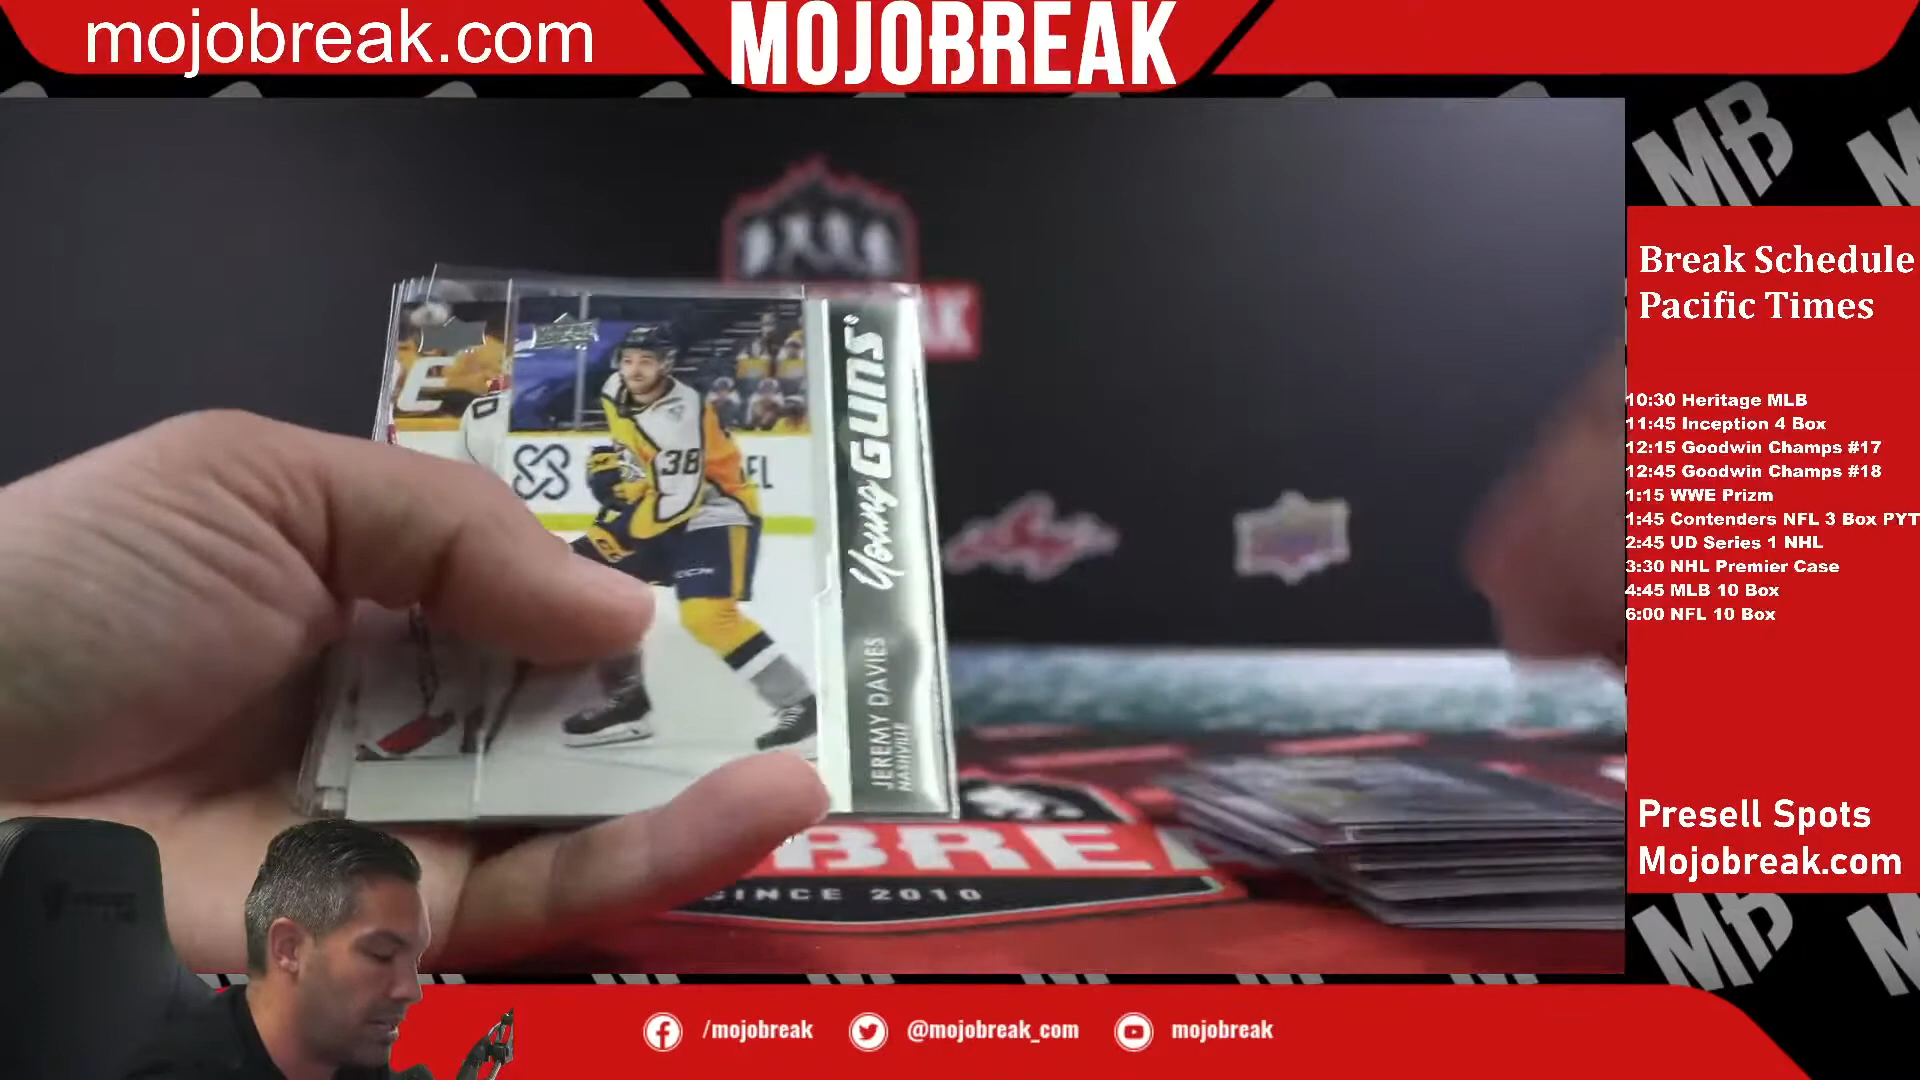 mojobreak.com
MOJOBREAK
MB
Break Schedule
Pacific Times
10:30 Heritage MLB
11:45 Inception 4 Box
12:15 Goodwin Champs #17
12:45 Goodwin Champs #18
1:15 WWE Prizm
1:45 Contenders NFL 3 Box PYT
2:45 UD Series 1 NHL
3:30 NHL Premier Case
4:45 MLB 10 Box
6:00 NFL 10 Box
Presell Spots
Mojobreak.com
MB
Young GUNS
JEREMY DAVIES
NASHVILLE
38
BREA
SINCE 2010
/mojobreak
@mojobreak_com
mojobreak